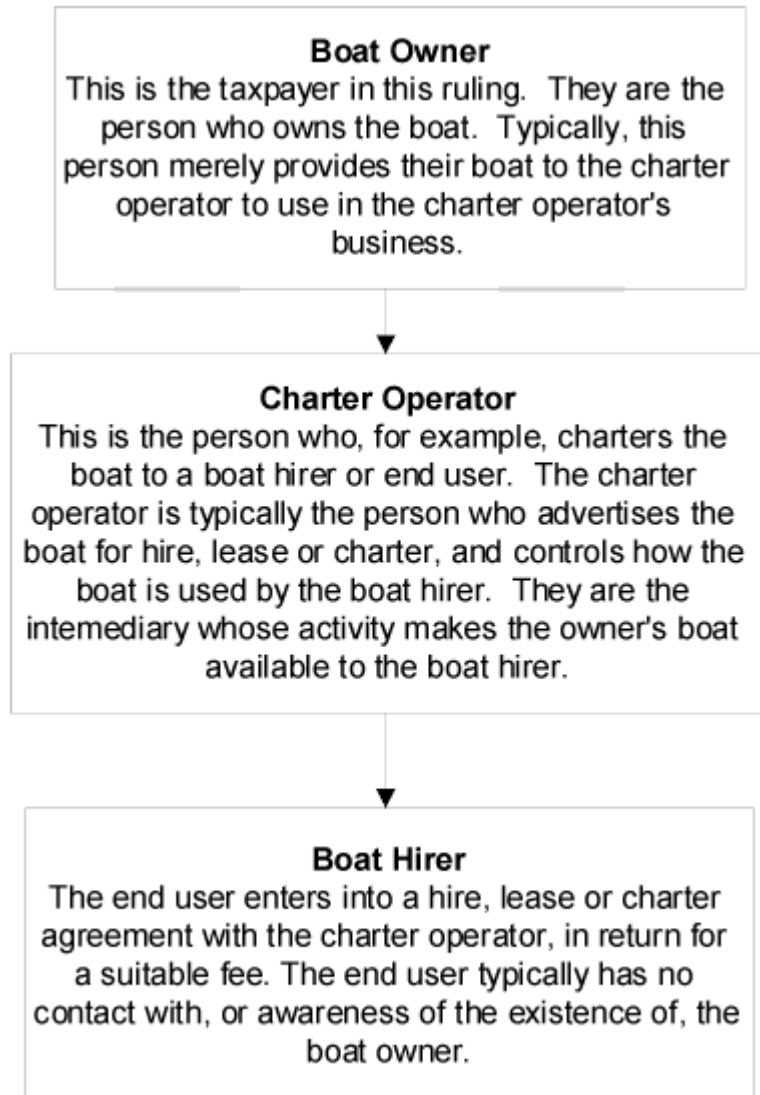 Boat Owner
This is the taxpayer in this ruling. They are the
person who owns the boat. Typically, this
person merely provides their boat to the charter
operator to use in the charter operator's
business.
Charter Operator
This is the person who, for example, charters the
boat to a boat hirer or end user. The charter
operator is typically the person who advertises the
boat for hire, lease or charter, and controls how the
boat is used by the boat hirer. They are the
intemediary whose activity makes the owner's boat
available to the boat hirer.
Boat Hirer
The end user enters into a hire, lease or charter
agreement with the charter operator, in return for
a suitable fee. The end user typically has no
contact with, or awareness of the existence of, the
boat owner.